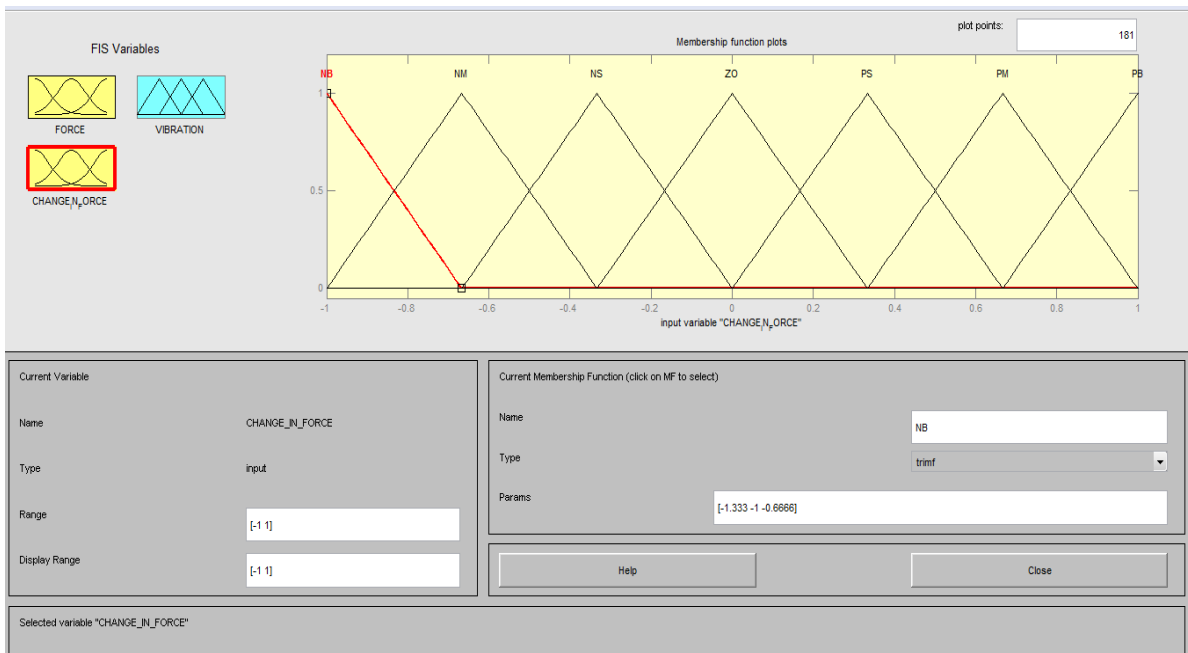 FIS Variables
FORCE
VIBRATION
CHANGE_IN_FORCE
plot points:
181
Membership function plots
NB
NM
NS
ZO
PS
PM
PB
1
0.5
0
-1
-0.8
-0.6
-0.4
-0.2
0
0.2
0.4
0.6
0.8
1
input variable "CHANGE_IN_FORCE"
Current Variable
Name
CHANGE_IN_FORCE
Type
input
Range
[-1 1]
Display Range
[-1 1]
Current Membership Function (click on MF to select)
Name
NB
Type
trimf
Params
[-1.333 -1 -0.6666]
Help
Close
Selected variable "CHANGE_IN_FORCE"